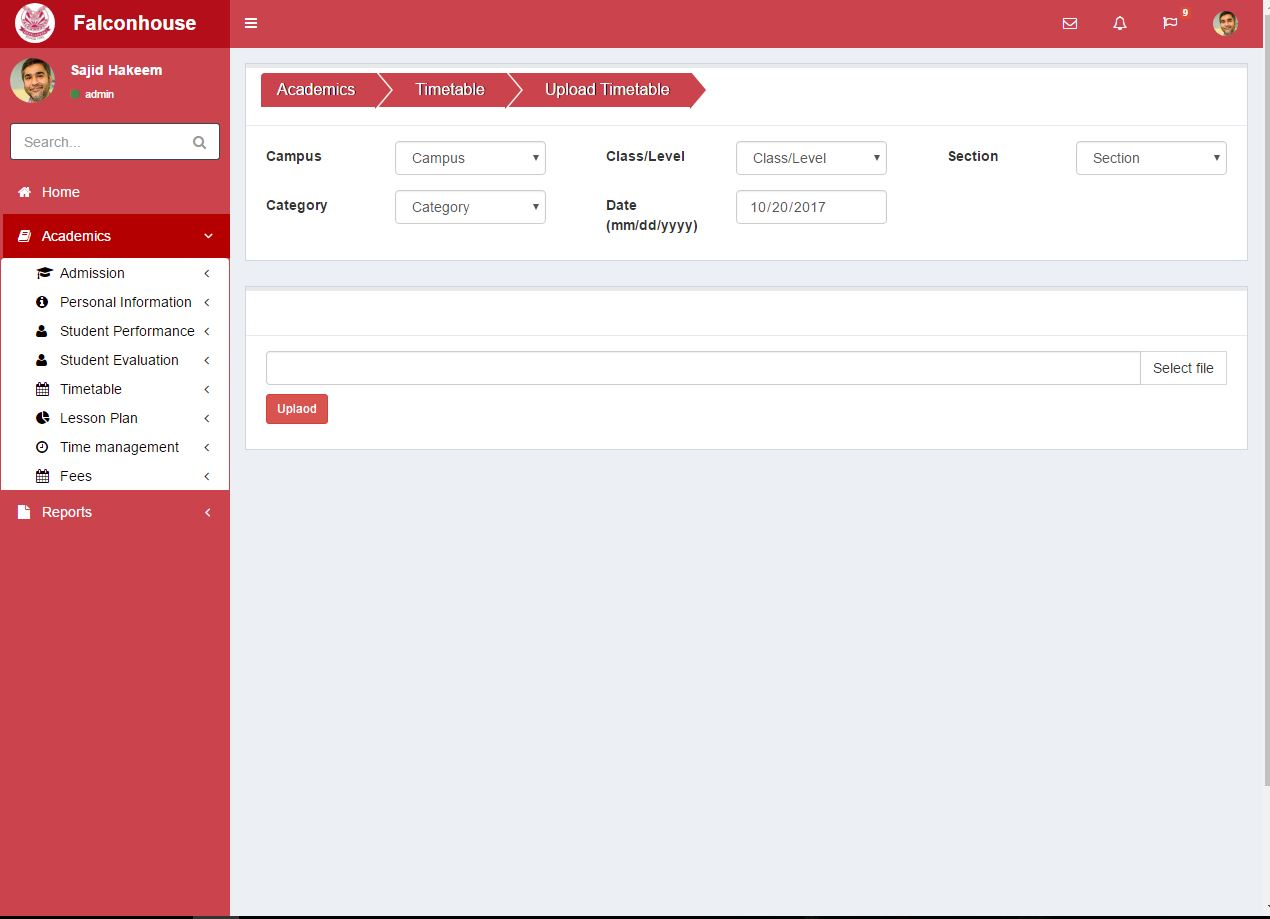 Falconhouse
9
Sajid Hakeem
admin
Search...
Home
Academics
Admission
Personal Information
Student Performance
Student Evaluation
Timetable
Lesson Plan
Time management
Fees
Reports
Academics Timetable Upload Timetable
Campus Campus Class/Level Class/Level Section Section
Category Category Date 10/20/2017
(mm/dd/yyyy)
Select file
Uplaod